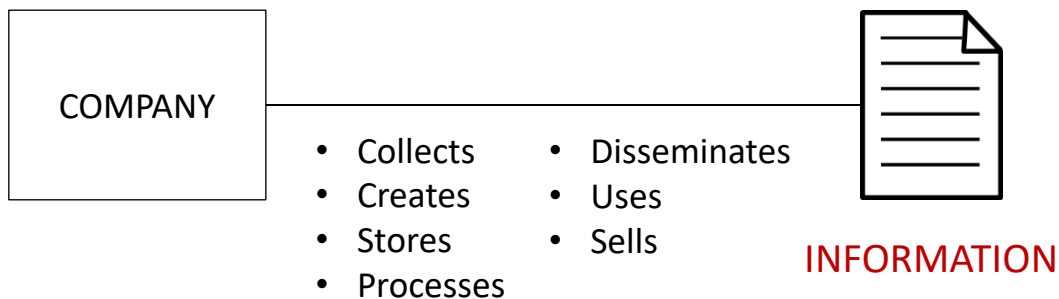 COMPANY
• Collects
• Creates
• Stores
• Processes
• Disseminates
• Uses
• Sells
INFORMATION